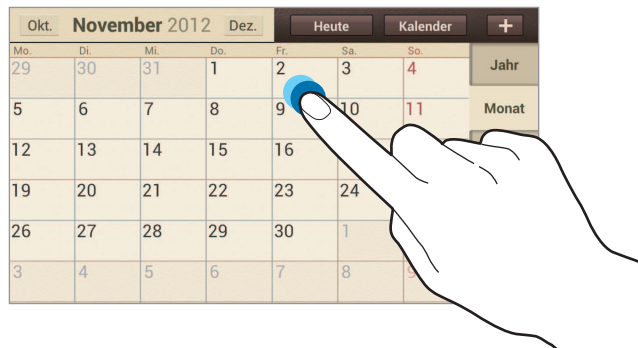 Okt. November 2012 Dez. Heute Kalender +
Mo. Di. Mi. Do. Fr. Sa. So.
29 30 31 1 2 3 4
Jahr
5 6 7 8 9 10 11
Monat
12 13 14 15 16
19 20 21 22 23 24
26 27 28 29 30 1
3 4 5 6 7 8 9